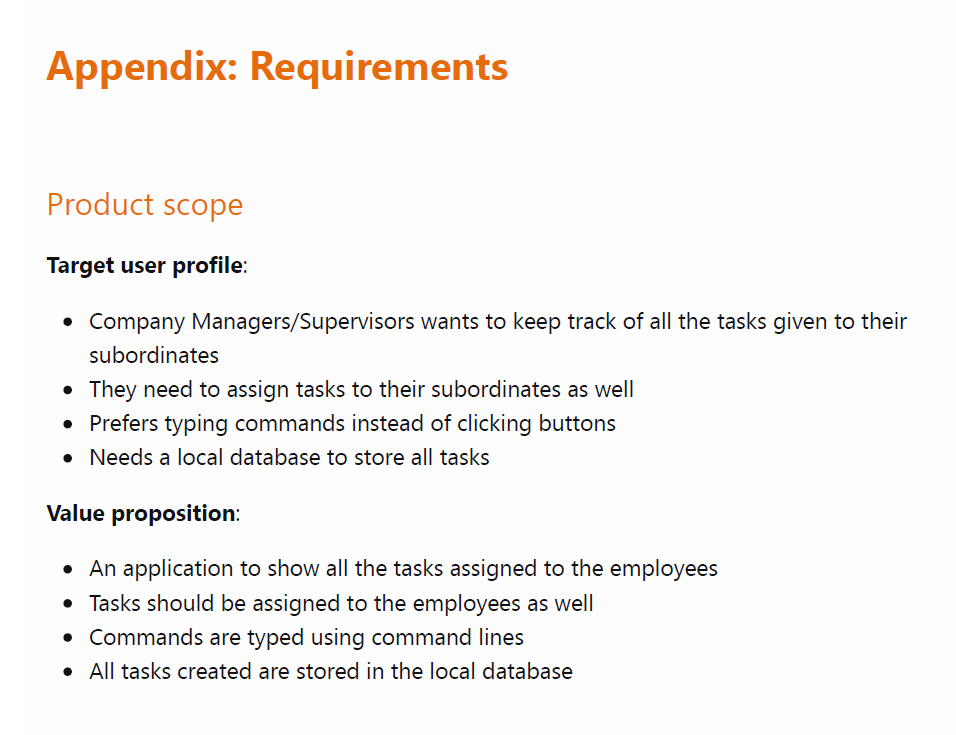 Appendix: Requirements
Product scope
Target user profile:
• Company Managers/Supervisors wants to keep track of all the tasks given to their
subordinates
• They need to assign tasks to their subordinates as well
• Prefers typing commands instead of clicking buttons
• Needs a local database to store all tasks
Value proposition:
• An application to show all the tasks assigned to the employees
• Tasks should be assigned to the employees as well
• Commands are typed using command lines
• All tasks created are stored in the local database